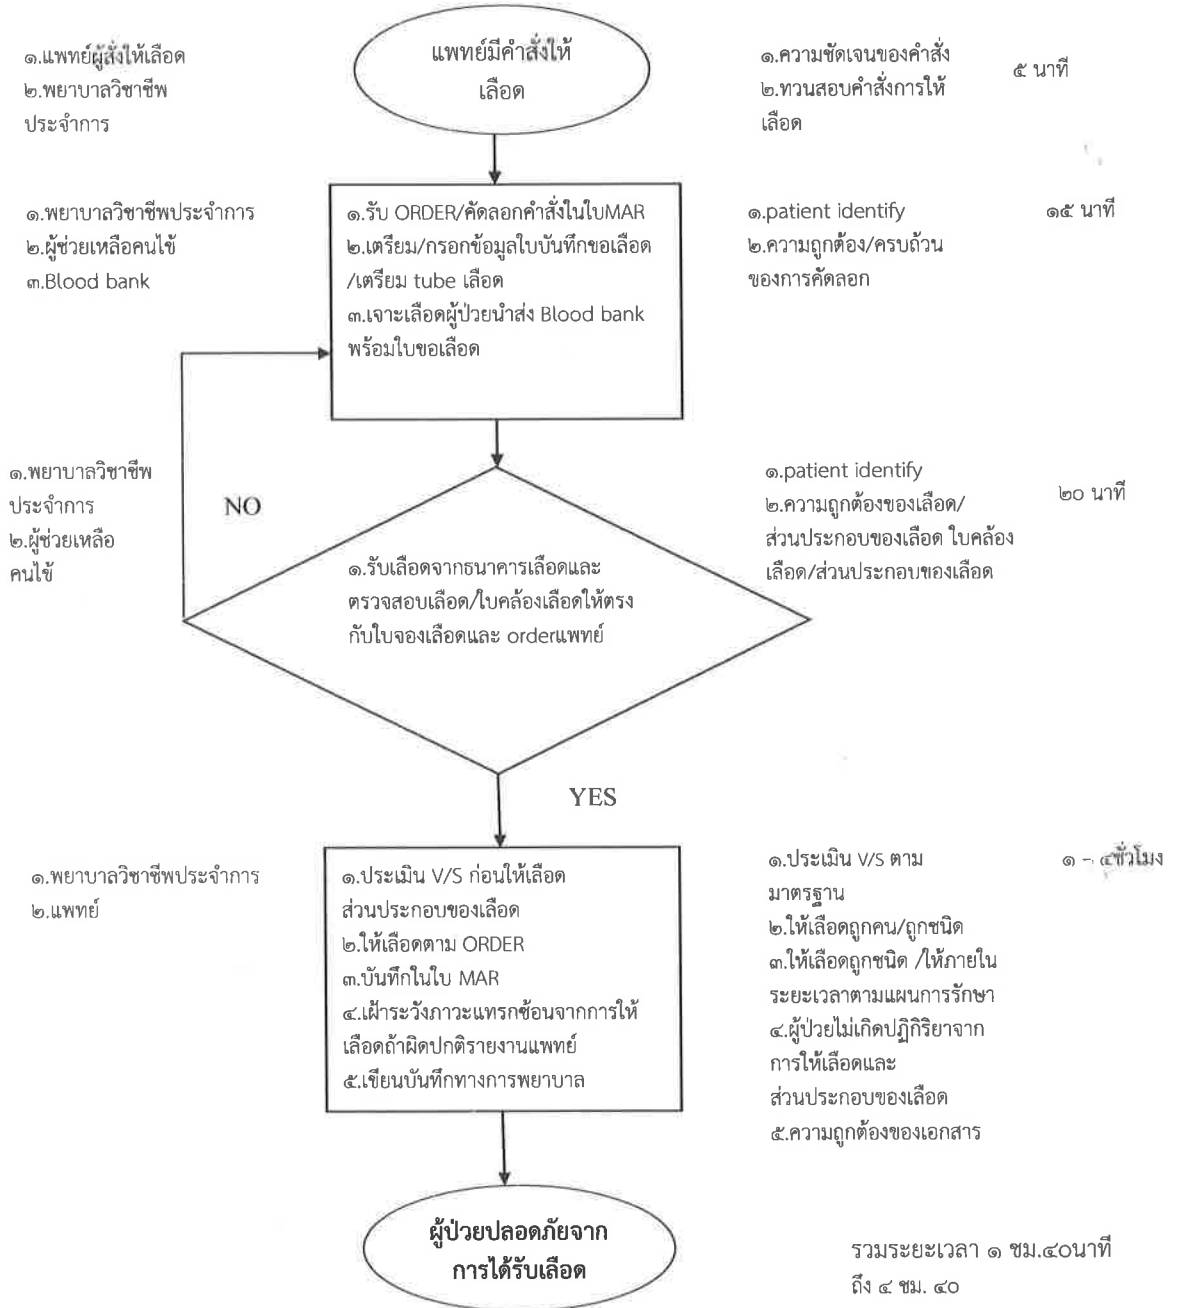 ๑.แพทย์ผู้สั่งให้เลือด
๒.พยาบาลวิชาชีพ
ประจำการ
แพทย์มีคำสั่งให้
เลือด
๑.ความชัดเจนของคำสั่ง
๒.ทวนสอบคำสั่งการให้
เลือด
๕ นาที
๑.พยาบาลวิชาชีพประจำการ
๒.ผู้ช่วยเหลือคนไข้
๓.Blood bank
๑.รับ ORDER/คัดลอกคำสั่งในใบMAR
๒.เตรียม/กรอกข้อมูลใบบันทึกขอเลือด
/เตรียม tube เลือด
๓.เจาะเลือดผู้ป่วยนำส่ง Blood bank
พร้อมใบขอเลือด
๑.patient identify
๒.ความถูกต้อง/ครบถ้วน
ของการคัดลอก
๑๕ นาที
๑.พยาบาลวิชาชีพ
ประจำการ
๒.ผู้ช่วยเหลือ
คนไข้
NO
๑.รับเลือดจากธนาคารเลือดและ
ตรวจสอบเลือด/ใบคล้องเลือดให้ตรง
กับใบจองเลือดและ orderแพทย์
๑.patient identify
๒.ความถูกต้องของเลือด/
ส่วนประกอบของเลือด ใบคล้อง
เลือด/ส่วนประกอบของเลือด
๒๐ นาที
YES
๑.พยาบาลวิชาชีพประจำการ
๒.แพทย์
๑.ประเมิน V/S ก่อนให้เลือด
ส่วนประกอบของเลือด
๒.ให้เลือดตาม ORDER
๓.บันทึกในใบ MAR
๔.เฝ้าระวังภาวะแทรกซ้อนจากการให้
เลือดถ้าผิดปกติรายงานแพทย์
๕.เขียนบันทึกทางการพยาบาล
๑.ประเมิน V/S ตาม
มาตรฐาน
๒.ให้เลือดถูกคน/ถูกชนิด
๓.ให้เลือดถูกชนิด /ให้ภายใน
ระยะเวลาตามแผนการรักษา
๔.ผู้ป่วยไม่เกิดปฏิกิริยาจาก
การให้เลือดและ
ส่วนประกอบของเลือด
๕.ความถูกต้องของเอกสาร
๑ - ๔ชั่วโมง
ผู้ป่วยปลอดภัยจาก
การได้รับเลือด
รวมระยะเวลา ๑ ชม.๔๐นาที
ถึง ๔ ชม. ๔๐